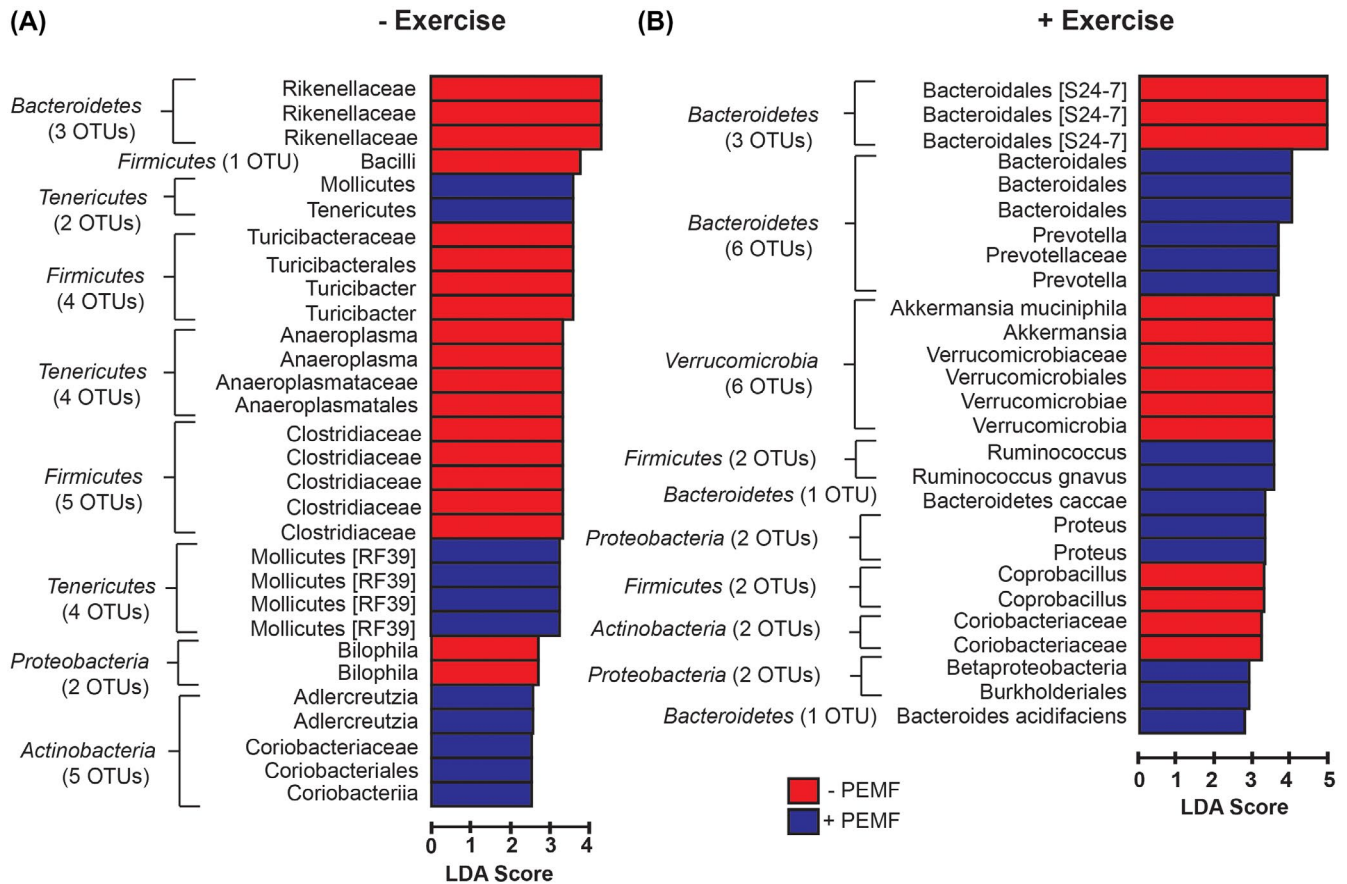 (A)
- Exercise
Bacteroidetes
(3 OTUs)
Firmicutes (1 OTU)
Tenericutes
(2 OTUs)
Firmicutes
(4 OTUs)
Tenericutes
(4 OTUs)
Firmicutes
(5 OTUs)
Tenericutes
(4 OTUs)
Proteobacteria
(2 OTUs)
Actinobacteria
(5 OTUs)
Rikenellaceae
Rikenellaceae
Rikenellaceae
Bacilli
Mollicutes
Tenericutes
Turicibacteraceae
Turicibacterales
Turicibacter
Turicibacter
Anaeroplasma
Anaeroplasma
Anaeroplasmataceae
Anaeroplasmatales
Clostridiaceae
Clostridiaceae
Clostridiaceae
Clostridiaceae
Clostridiaceae
Mollicutes [RF39]
Mollicutes [RF39]
Mollicutes [RF39]
Mollicutes [RF39]
Bilophila
Bilophila
Adlercreutzia
Adlercreutzia
Coriobacteriaceae
Coriobacteriales
Coriobacteriia
0 1 2 3 4
LDA Score
(B)
+ Exercise
Bacteroidetes
(3 OTUs)
Bacteroidetes
(6 OTUs)
Verrucomicrobia
(6 OTUs)
Firmicutes (2 OTUs)
Bacteroidetes (1 OTU)
Proteobacteria (2 OTUs)
Firmicutes (2 OTUs)
Actinobacteria (2 OTUs)
Proteobacteria (2 OTUs)
Bacteroidetes (1 OTU)
Bacteroidales [S24-7]
Bacteroidales [S24-7]
Bacteroidales [S24-7]
Bacteroidales
Bacteroidales
Bacteroidales
Prevotella
Prevotellaceae
Prevotella
Akkermansia muciniphila
Akkermansia
Verrucomicrobiaceae
Verrucomicrobiales
Verrucomicrobiae
Verrucomicrobia
Ruminococcus
Ruminococcus gnavus
Bacteroidetes caccae
Proteus
Proteus
Coprobacillus
Coprobacillus
Coriobacteriaceae
Coriobacteriaceae
Betaproteobacteria
Burkholderiales
Bacteroides acidifaciens
0 1 2 3 4 5
LDA Score
- PEMF
+ PEMF